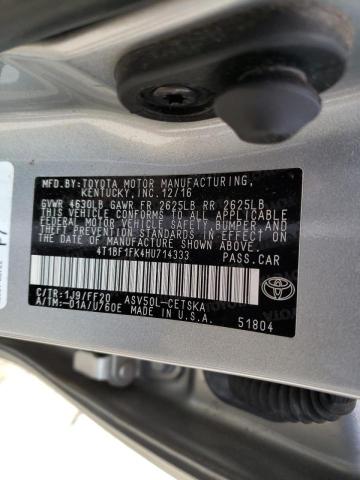 MFD.BY:TOYOTA MOTOR MANUFACTURING,
KENTUCKY,INC.12/16
GVWR 4630LB GAWR FR 2625LB RR 2625LB
THIS VEHICLE CONFORMS TO ALL APPLICABLE
FEDERAL MOTOR VEHICLE SAFETY, BUMPER, AND
THEFT PREVENTION STANDARDS IN EFFECT ON
THE DATE OF MANUFACTURE SHOWN ABOVE.
4T1BF1FK4HU714333 PASS.CAR
C/TR:1J9/FF20 ASV50L-CETSKA
A/TM:-01A/U760E MADE IN U.S.A.
51804